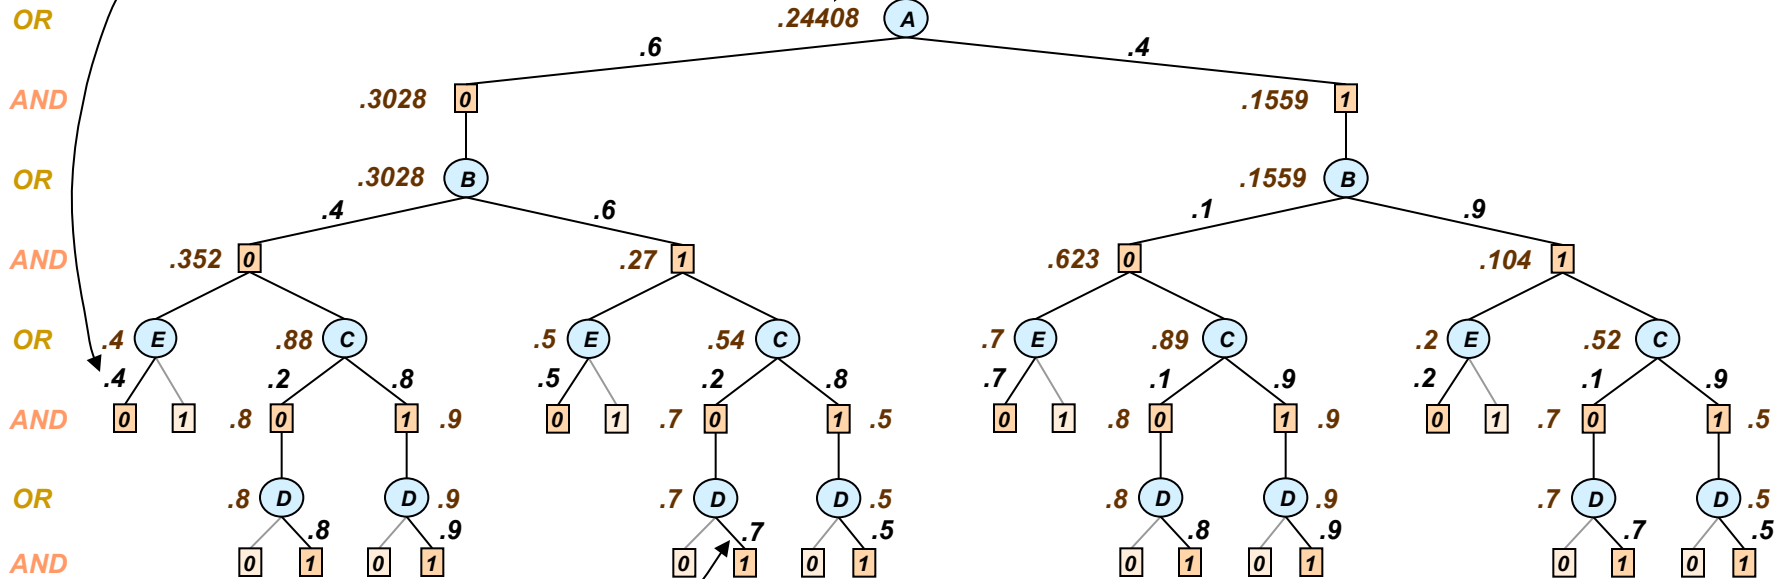 OR .24408 A
.6 .4
AND .3028 0 .1559 1
OR .3028 B .1559 B
.4 .6 .1 .9
AND .352 0 .27 1 .623 0 .104 1
OR .4 E .88 C .5 E .54 C .7 E .89 C .2 E .52 C
.4 .2 .8 .5 .2 .8 .7 .1 .9 .2 .1 .9
AND 0 1 .8 0 1 .9 0 1 .7 0 1 .5 0 1 .8 0 1 .9 0 1 .7 0 1 .5
OR .8 D D .9 .7 D D .5 .8 D D .9 .7 D D .5
.8 .9 .7 .5 .8 .9 .7 .5
AND 0 1 0 1 0 1 0 1 0 1 0 1 0 1 0 1